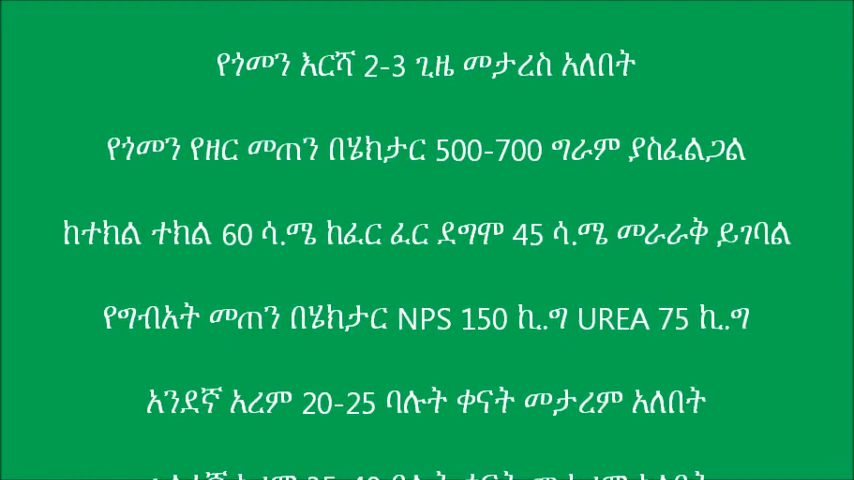 የጎመን እርሻ 2-3 ጊዜ መታረስ አለበት
የጎመን የዘር መጠን በሄክታር 500-700 ግራም ያስፈልጋል
ከተክል ተክል 60 ሳ.ሜ ከፈር ፈር ደግሞ 45 ሳ.ሜ መራራቅ ይገባል
የግብአት መጠን በሄክታር NPS 150 ኪ.ግ UREA 75 ኪ.ግ
አንደኛ አረም 20-25 ባሉት ቀናት መታረም አለበት